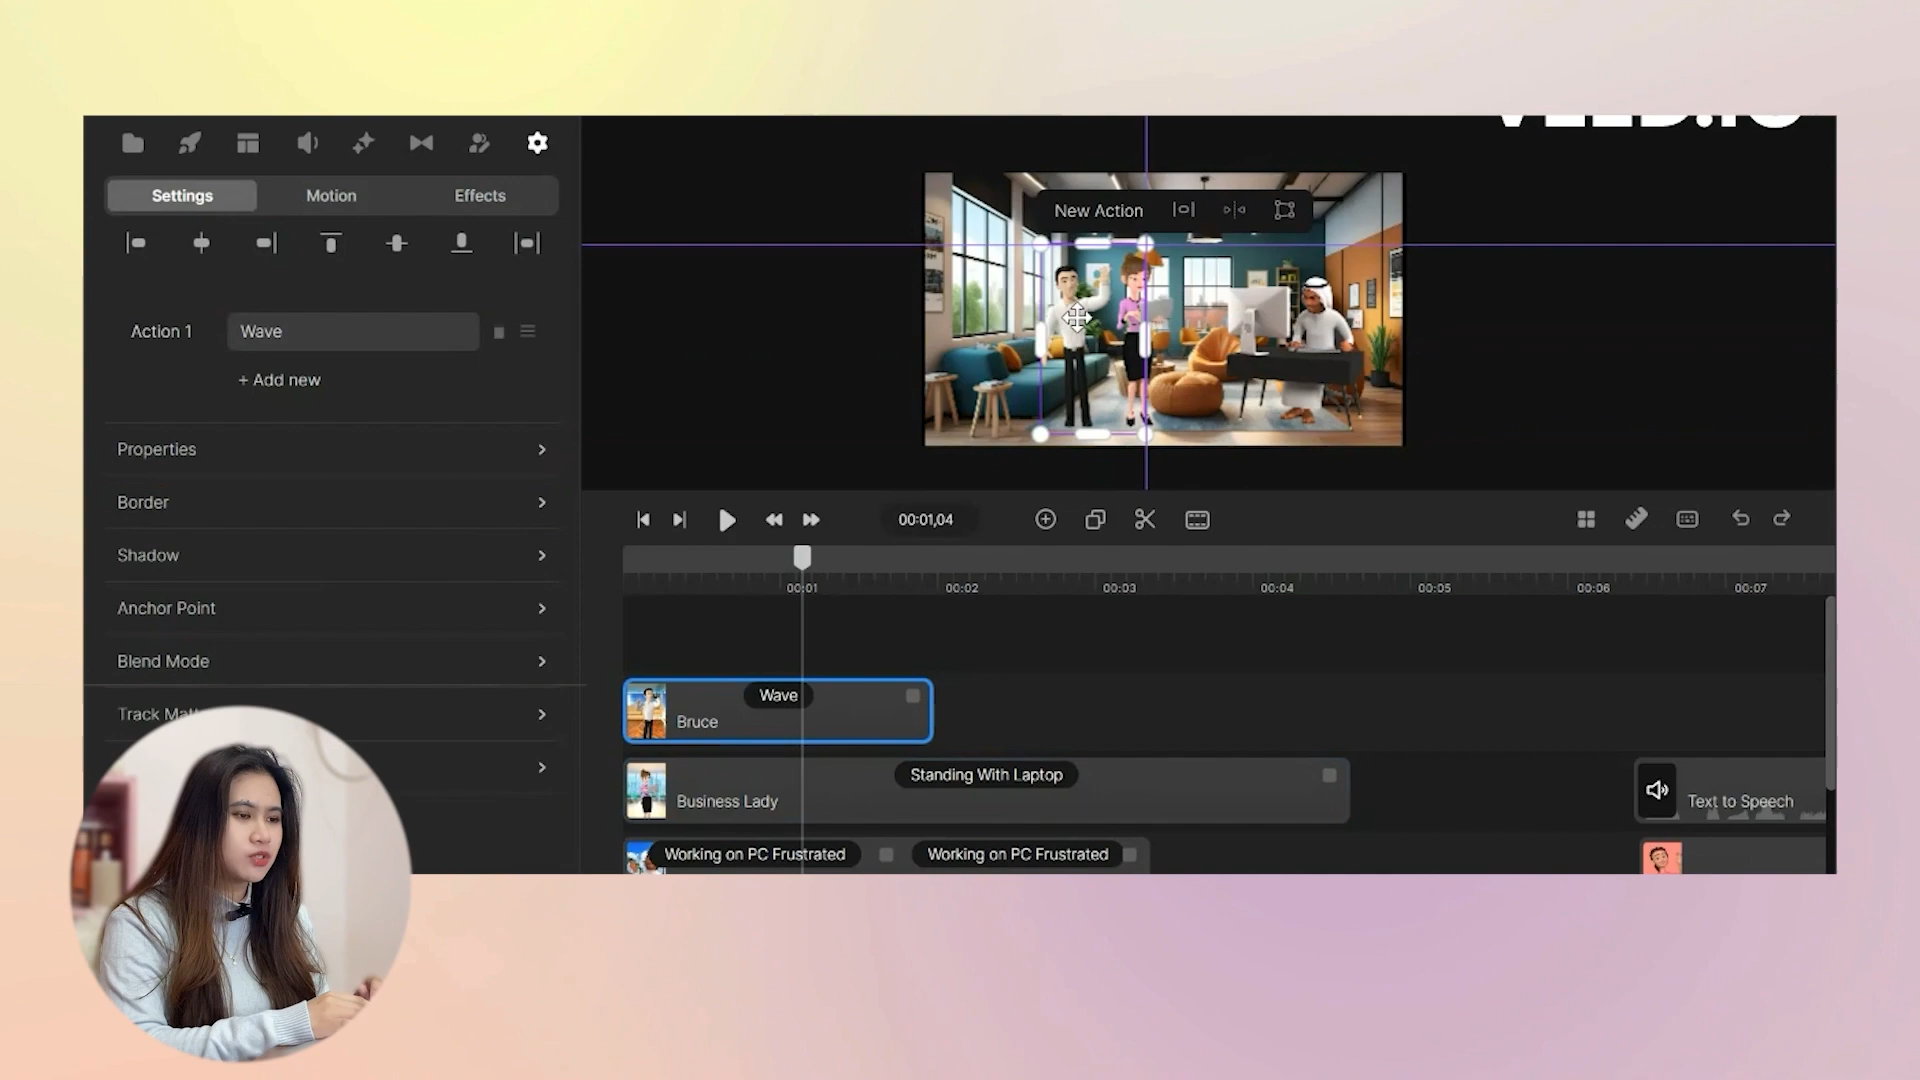 VEED.IO
Settings
Motion
Effects
New Action
Action 1
Wave
+ Add new
Properties
Border
Shadow
Anchor Point
Blend Mode
00:01,04
00:01
00:02
00:03
00:04
00:05
00:06
00:07
Wave
Bruce
Standing With Laptop
Business Lady
Text to Speech
Working on PC Frustrated
Working on PC Frustrated